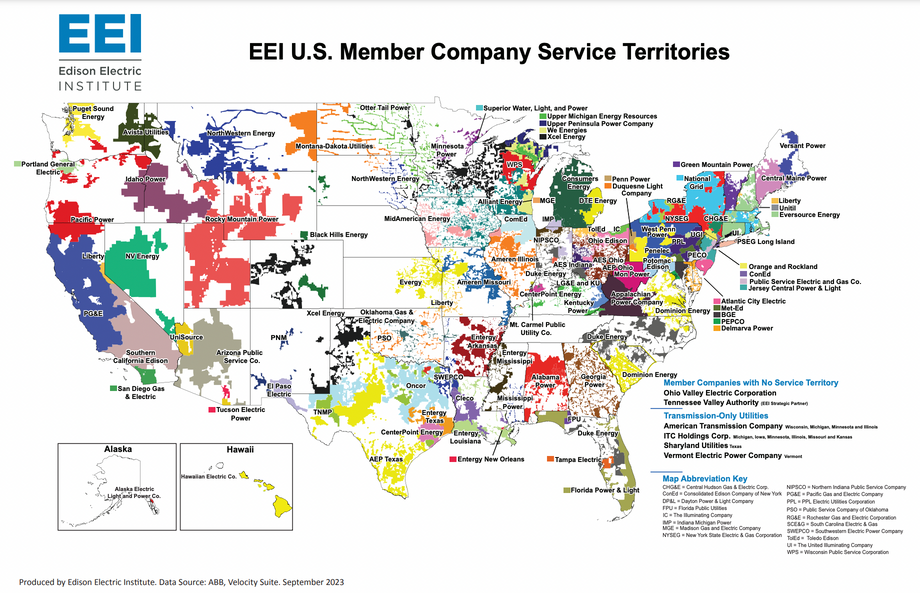 EEI
Edison Electric
INSTITUTE
EEI U.S. Member Company Service Territories
Puget Sound
Energy
Avista Utilities
NorthWestern Energy
Otter Tail Power
Montana-Dakota Utilities
Minnesota
Power
Superior Water, Light, and Power
Upper Michigan Energy Resources
Upper Peninsula Power Company
We Energies
Xcel Energy
WPS
Versant Power
Portland General
Electric
Idaho Power
NorthWestern Energy
Alliant Energy
MGE
Consumers
Energy
DTE Energy
Penn Power
Duquesne Light
Company
Green Mountain Power
National
Grid
Central Maine Power
Liberty
Unitil
Eversource Energy
RG&E
NYSEG
CHG&E
UI
PSEG Long Island
Pacific Power
Rocky Mountain Power
MidAmerican Energy
ComEd
IMP
NIPSCO
TolEd
IC
Ohio Edison
West Penn
Power
UGI
PPL
Penelec
PECO
Potomac
Edison
Black Hills Energy
Liberty
NV Energy
Ameren Illinois
AES Indiana
Duke Energy
AES Ohio
AEP Ohio
Mon Power
Orange and Rockland
ConEd
Public Service Electric and Gas Co.
Jersey Central Power & Light
Evergy
Ameren Missouri
LG&E and KU
CenterPoint Energy
Kentucky
Power
Appalachian
Power Company
Dominion Energy
Atlantic City Electric
Met-Ed
BGE
PEPCO
Delmarva Power
PG&E
Liberty
Xcel Energy
Oklahoma Gas &
Electric Company
Mt. Carmel Public
Utility Co.
Duke Energy
UniSource
PNM
PSO
Entergy
Arkansas
Southern
California Edison
Arizona Public
Service Co.
Entergy
Mississippi
Dominion Energy
San Diego Gas
& Electric
El Paso
Electric
Oncor
SWEPCO
Alabama
Power
Georgia
Power
Tucson Electric
Power
TNMP
Cleco
Mississippi
Power
Entergy
Texas
CenterPoint Energy
Entergy
Louisiana
FPU
Duke Energy
AEP Texas
Entergy New Orleans
Tampa Electric
Florida Power & Light
Member Companies with No Service Territory
Ohio Valley Electric Corporation
Tennessee Valley Authority (EEI Strategic Partner)
Transmission-Only Utilities
American Transmission Company Wisconsin, Michigan, Minnesota and Illinois
ITC Holdings Corp. Michigan, Iowa, Minnesota, Illinois, Missouri and Kansas
Sharyland Utilities Texas
Vermont Electric Power Company Vermont
Alaska
Alaska Electric
Light and Power Co.
Hawaii
Hawaiian Electric Co.
Map Abbreviation Key
CHG&E = Central Hudson Gas & Electric Corp.
ConEd = Consolidated Edison Company of New York
DP&L = Dayton Power & Light Company
FPU = Florida Public Utilities
IC = The Illuminating Company
IMP = Indiana Michigan Power
MGE = Madison Gas and Electric Company
NYSEG = New York State Electric & Gas Corporation
NIPSCO = Northern Indiana Public Service Company
PG&E = Pacific Gas and Electric Company
PPL = PPL Electric Utilities Corporation
PSO = Public Service Company of Oklahoma
RG&E = Rochester Gas and Electric Corporation
SCE&G = South Carolina Electric & Gas
SWEPCO = Southwestern Electric Power Company
TolEd = Toledo Edison
UI = The United Illuminating Company
WPS = Wisconsin Public Service Corporation
Produced by Edison Electric Institute. Data Source: ABB, Velocity Suite. September 2023